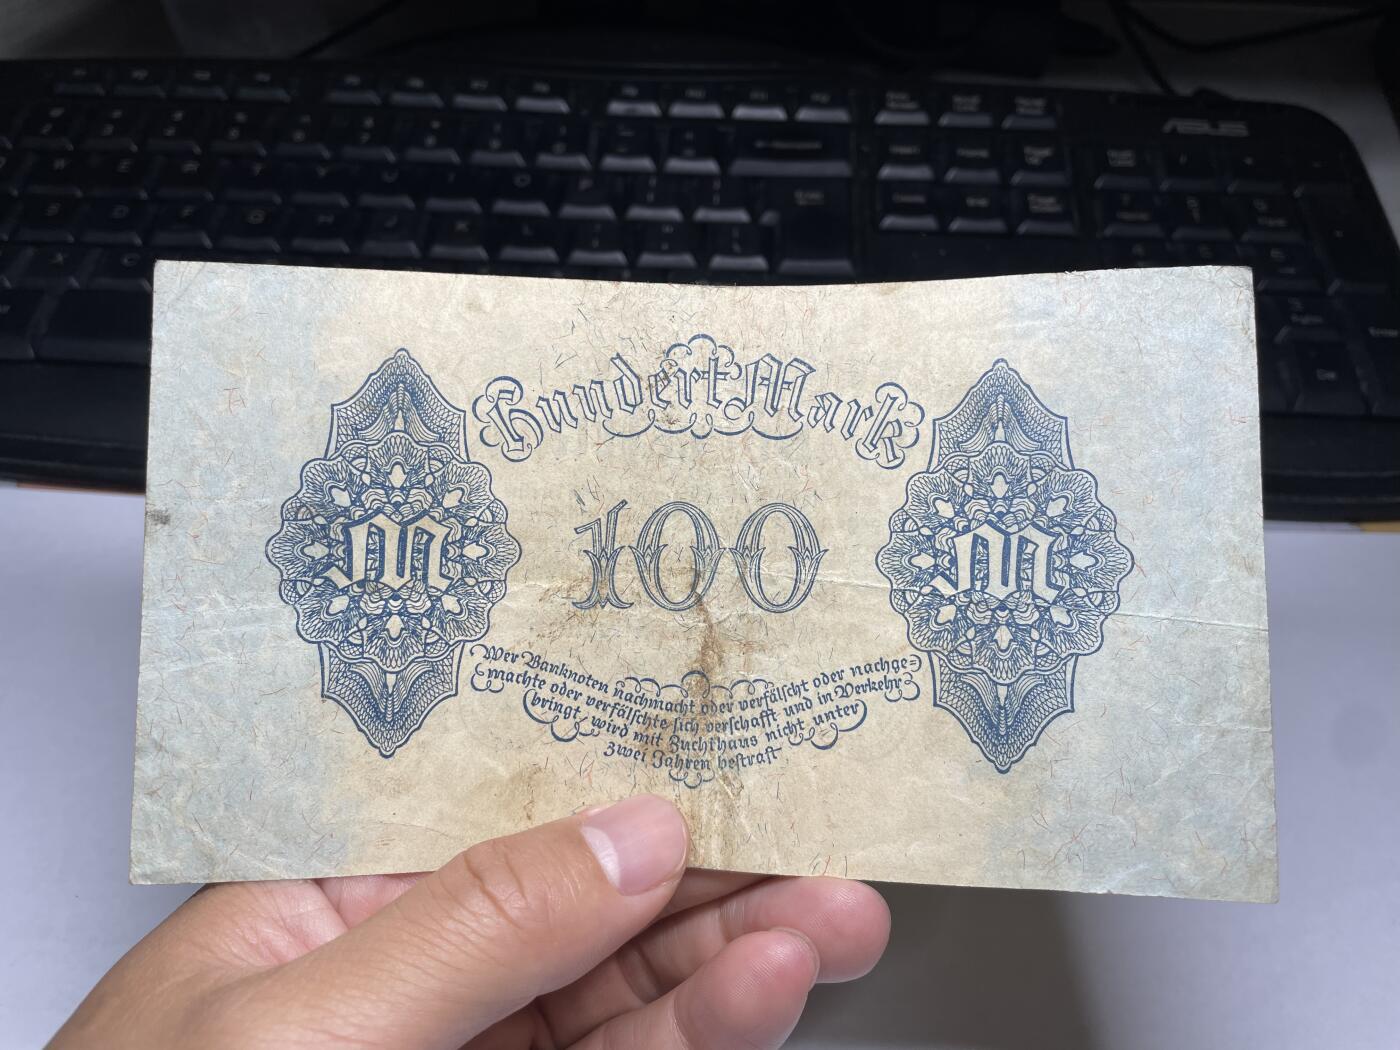 Hundert Mark
M
100
M
Wer Banknoten nachmacht oder verfälscht oder nachge=
machte oder verfälschte sich verschafft und in Verkehr
bringt, wird mit Zuchthaus nicht unter
zwei Jahren bestraft
ASUS